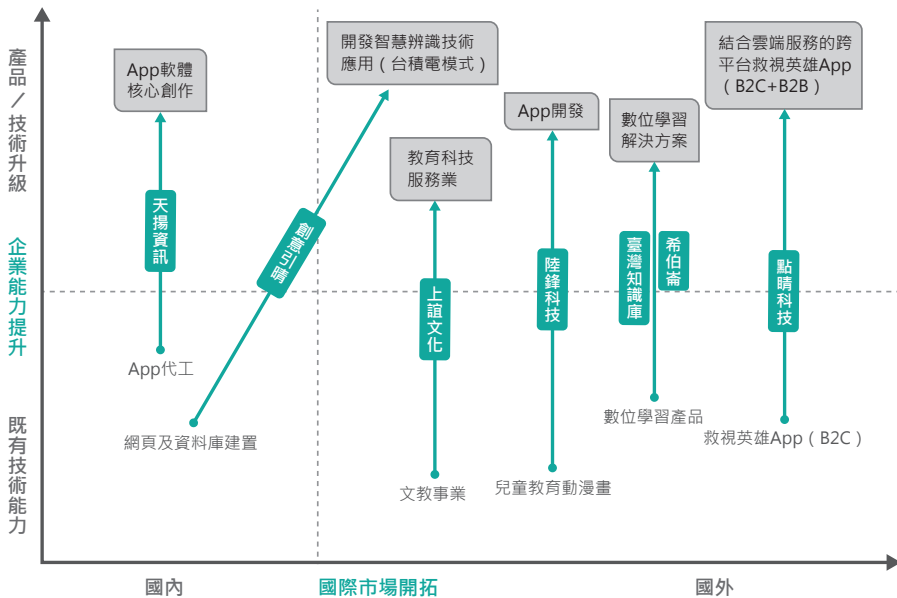 產品／技術升級
企業能力提升
既有技術能力
App軟體
核心創作
天揚資訊
App代工
開發智慧辨識技術
應用（台積電模式）
創意引晴
網頁及資料庫建置
教育科技
服務業
上誼文化
文教事業
App開發
陸鋒科技
兒童教育動漫畫
數位學習
解決方案
臺灣知識庫
希伯崙
數位學習產品
結合雲端服務的跨
平台救視英雄App
（B2C+B2B）
點睛科技
救視英雄App（B2C）
國內
國際市場開拓
國外